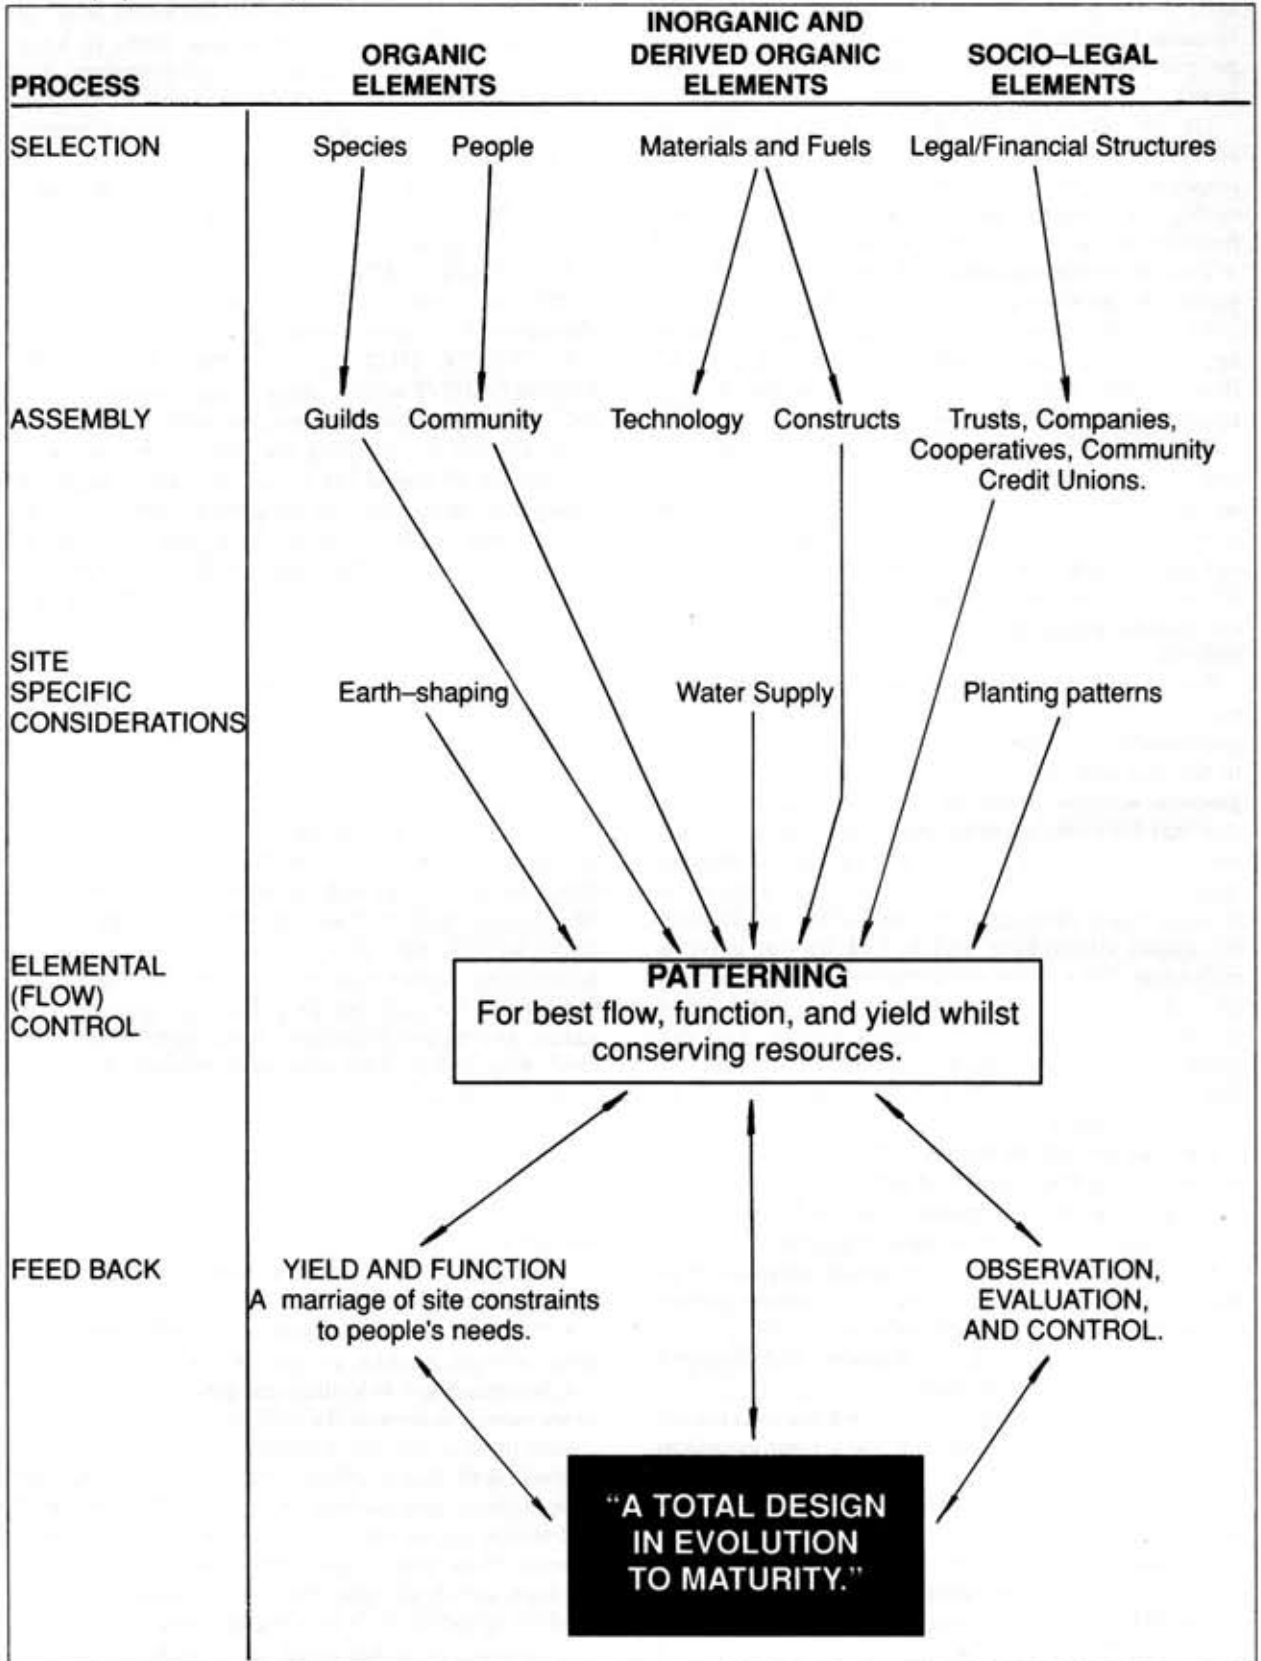 PROCESS
ORGANIC
ELEMENTS
INORGANIC AND
DERIVED ORGANIC
ELEMENTS
SOCIO–LEGAL
ELEMENTS
SELECTION
Species
People
Materials and Fuels
Legal/Financial Structures
ASSEMBLY
Guilds
Community
Technology
Constructs
Trusts, Companies,
Cooperatives, Community
Credit Unions.
SITE
SPECIFIC
CONSIDERATIONS
Earth–shaping
Water Supply
Planting patterns
ELEMENTAL
(FLOW)
CONTROL
PATTERNING
For best flow, function, and yield whilst
conserving resources.
FEED BACK
YIELD AND FUNCTION
A marriage of site constraints
to people's needs.
OBSERVATION,
EVALUATION,
AND CONTROL.
“A TOTAL DESIGN
IN EVOLUTION
TO MATURITY.”